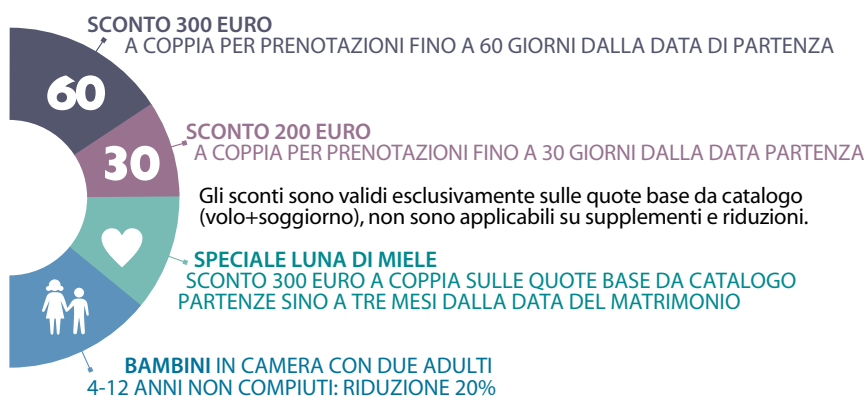 SCONTO 300 EURO
A COPPIA PER PRENOTAZIONI FINO A 60 GIORNI DALLA DATA DI PARTENZA
60
SCONTO 200 EURO
A COPPIA PER PRENOTAZIONI FINO A 30 GIORNI DALLA DATA PARTENZA
30
Gli sconti sono validi esclusivamente sulle quote base da catalogo
(volo+soggiorno), non sono applicabili su supplementi e riduzioni.
SPECIALE LUNA DI MIELE
SCONTO 300 EURO A COPPIA SULLE QUOTE BASE DA CATALOGO
PARTENZE SINO A TRE MESI DALLA DATA DEL MATRIMONIO
BAMBINI IN CAMERA CON DUE ADULTI
4-12 ANNI NON COMPIUTI: RIDUZIONE 20%